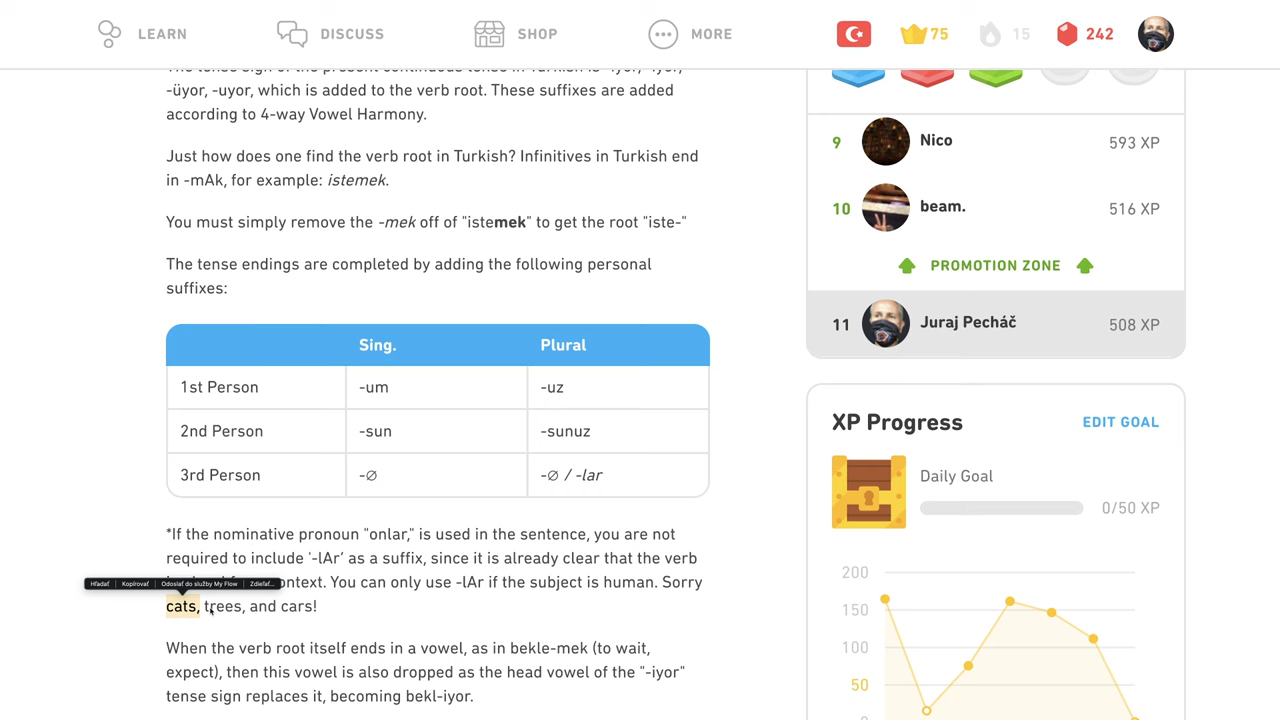 LEARN DISCUSS SHOP MORE 75 15 242
The tense sign of the present continuous tense in Turkish is -iyor, -ıyor,
-üyor, -uyor, which is added to the verb root. These suffixes are added
according to 4-way Vowel Harmony.
Just how does one find the verb root in Turkish? Infinitives in Turkish end
in -mAk, for example: istemek.
You must simply remove the -mek off of "istemek" to get the root "iste-"
The tense endings are completed by adding the following personal
suffixes:
Sing. Plural
1st Person -um -uz
2nd Person -sun -sunuz
3rd Person -∅ -∅ / -lar
*If the nominative pronoun "onlar," is used in the sentence, you are not
required to include '-lAr’ as a suffix, since it is already clear that the verb
ontext. You can only use -lAr if the subject is human. Sorry
Hľadať Kopírovať Odoslať do služby My Flow Zdieľať...
cats, trees, and cars!
When the verb root itself ends in a vowel, as in bekle-mek (to wait,
expect), then this vowel is also dropped as the head vowel of the "-iyor"
tense sign replaces it, becoming bekl-iyor.
9 Nico 593 XP
10 beam. 516 XP
PROMOTION ZONE
11 Juraj Pecháč 508 XP
XP Progress EDIT GOAL
Daily Goal
0/50 XP
200
150
100
50